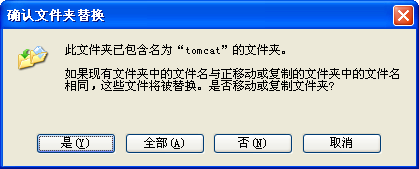 确认文件夹替换
此文件夹已包含名为“tomcat”的文件夹。
如果现有文件夹中的文件名与正移动或复制的文件夹中的文件名
相同，这些文件将被替换。是否移动或复制文件夹?
是(Y)
全部(A)
否(N)
取消